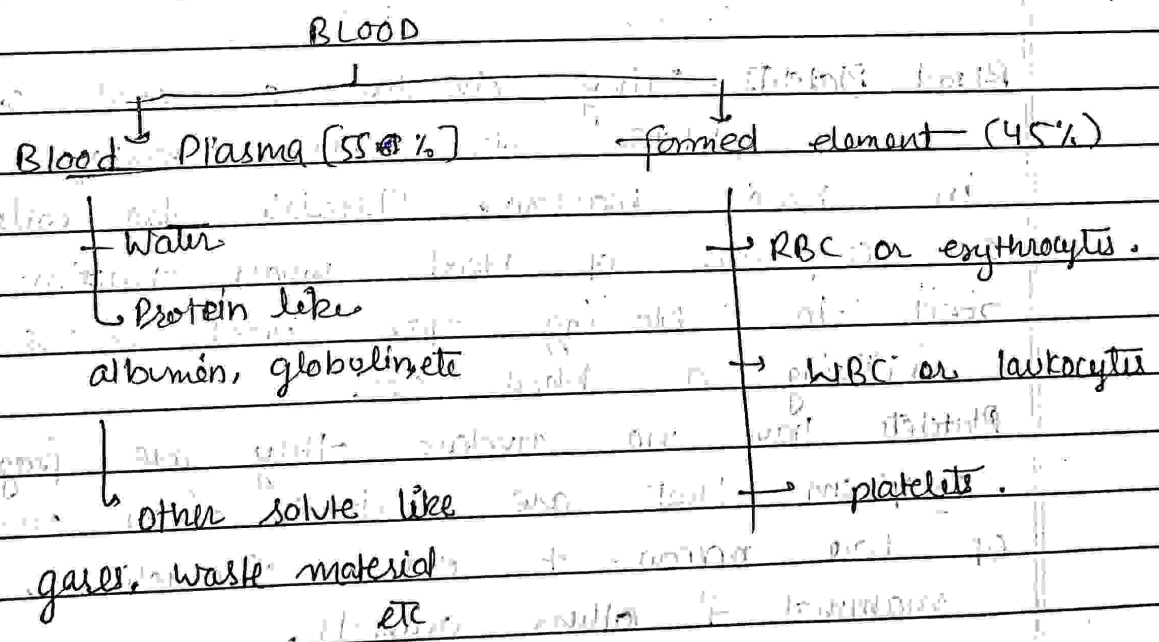 BLOOD
Blood Plasma [55 %]
formed element (45%)
Water
Protein like
albumin, globulin, etc
other solute like
gases, waste material
etc
RBC or erythrocytes.
WBC or laukocytes
platelets.